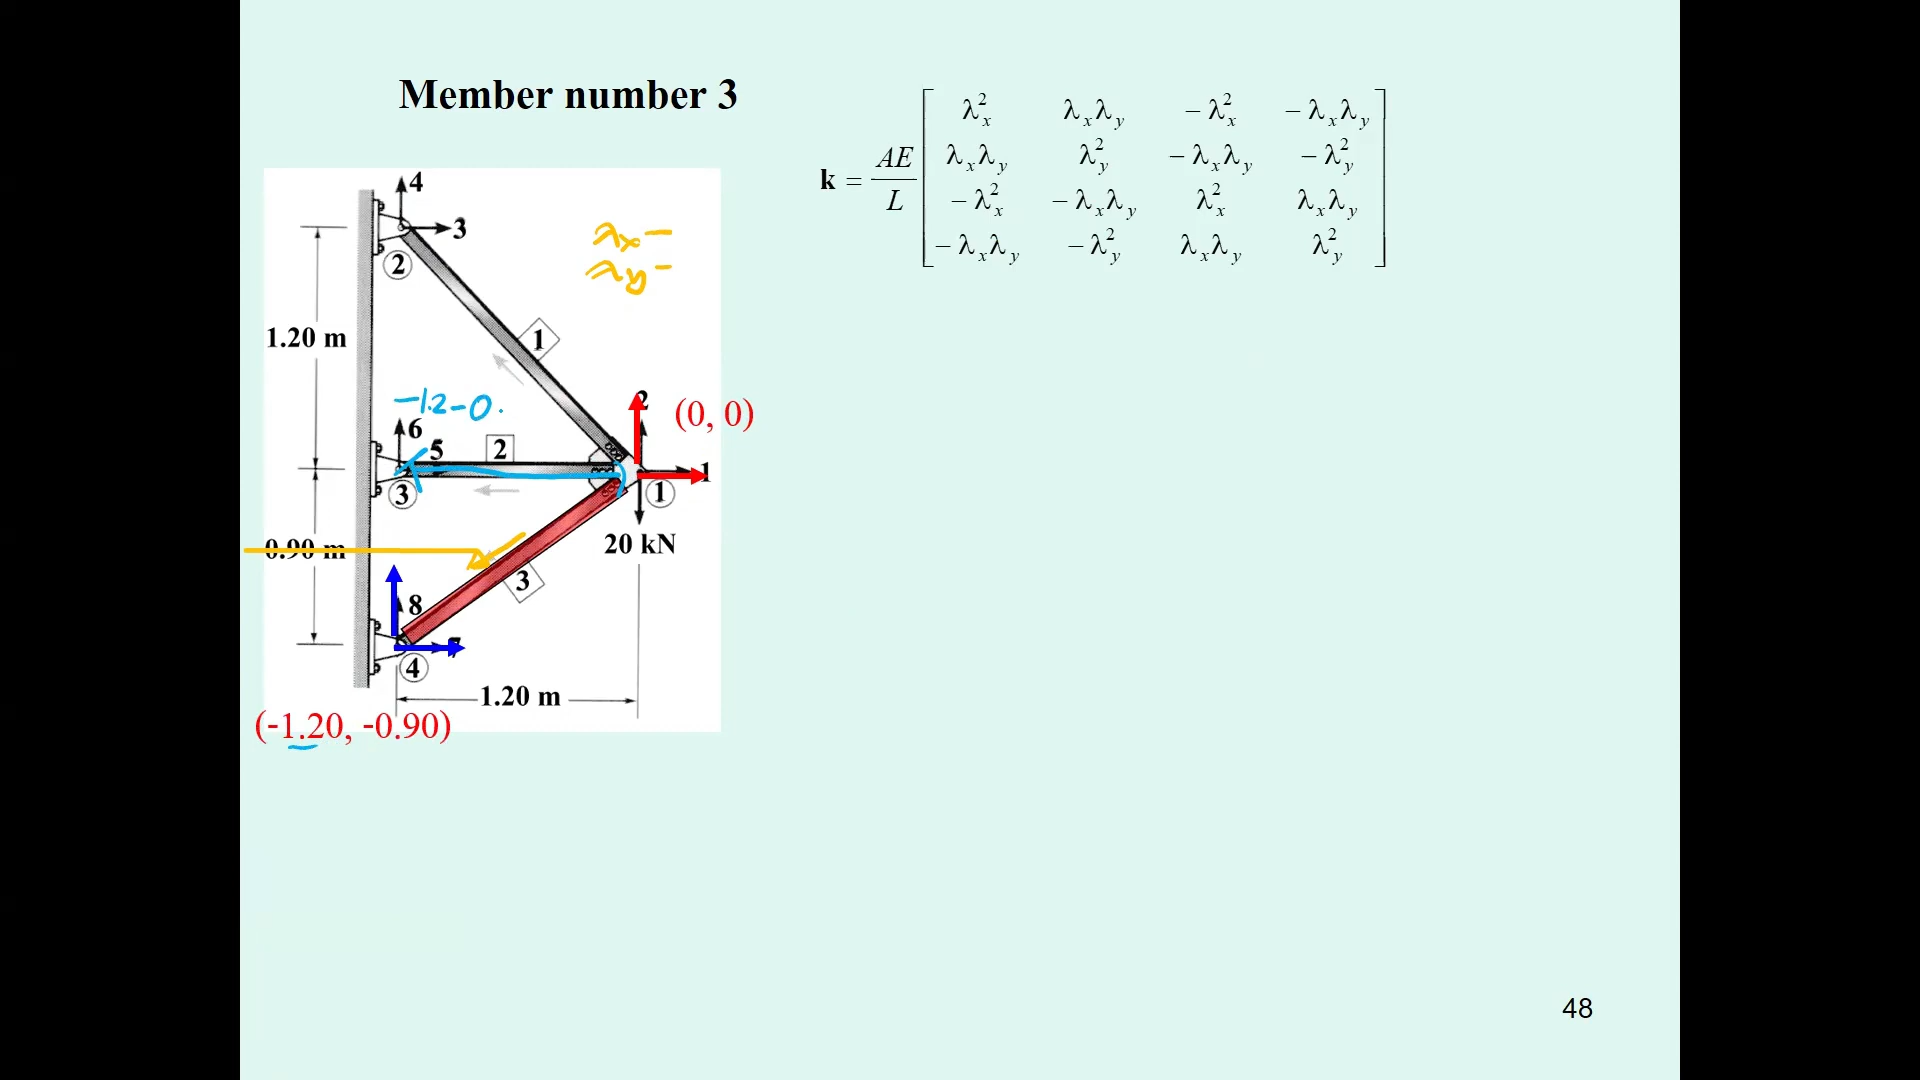 Member number 3
k = AE/L
λx² λxλy −λx² −λxλy
λxλy λy² −λxλy −λy²
−λx² −λxλy λx² λxλy
−λxλy −λy² λxλy λy²
4
3
2
λx -
λy -
1.20 m
1
-1.2-0.
2
(0, 0)
6
5
2
1
3
1
0.90 m
20 kN
3
8
7
4
1.20 m
(-1.20, -0.90)
48